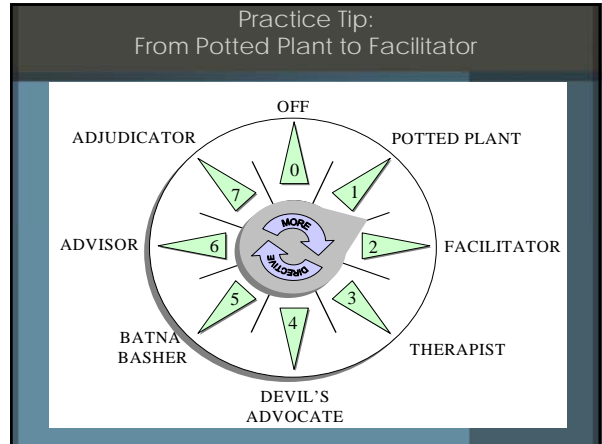 Practice Tip:
From Potted Plant to Facilitator
OFF
ADJUDICATOR
POTTED PLANT
0
7
1
MORE
ADVISOR
6
2
FACILITATOR
DIRECTIVE
5
3
4
BATNA
BASHER
THERAPIST
DEVIL'S
ADVOCATE